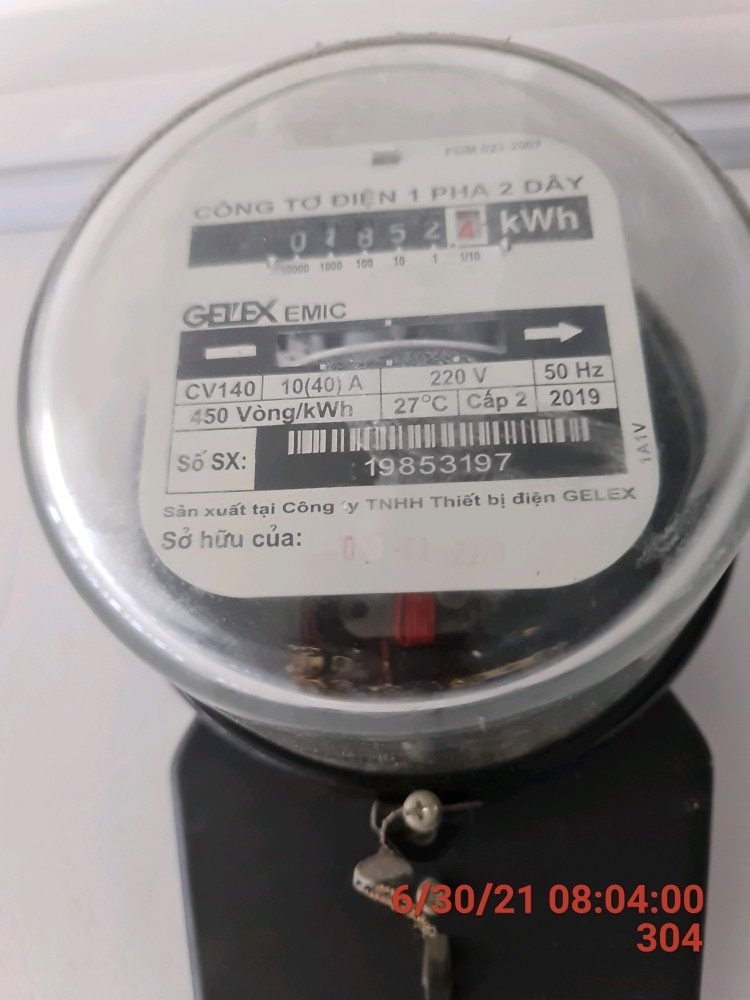 PDM 023-2007
CÔNG TƠ ĐIỆN 1 PHA 2 DÂY
0 1 8 5 2 4 kWh
10000 1000 100 10 1 1/10
GELEX EMIC
CV140 10(40) A 220 V 50 Hz
450 Vòng/kWh 27°C Cấp 2 2019
Số SX: 19853197
1A1V
Sản xuất tại Công ty TNHH Thiết bị điện GELEX
Sở hữu của:
6/30/21 08:04:00
304